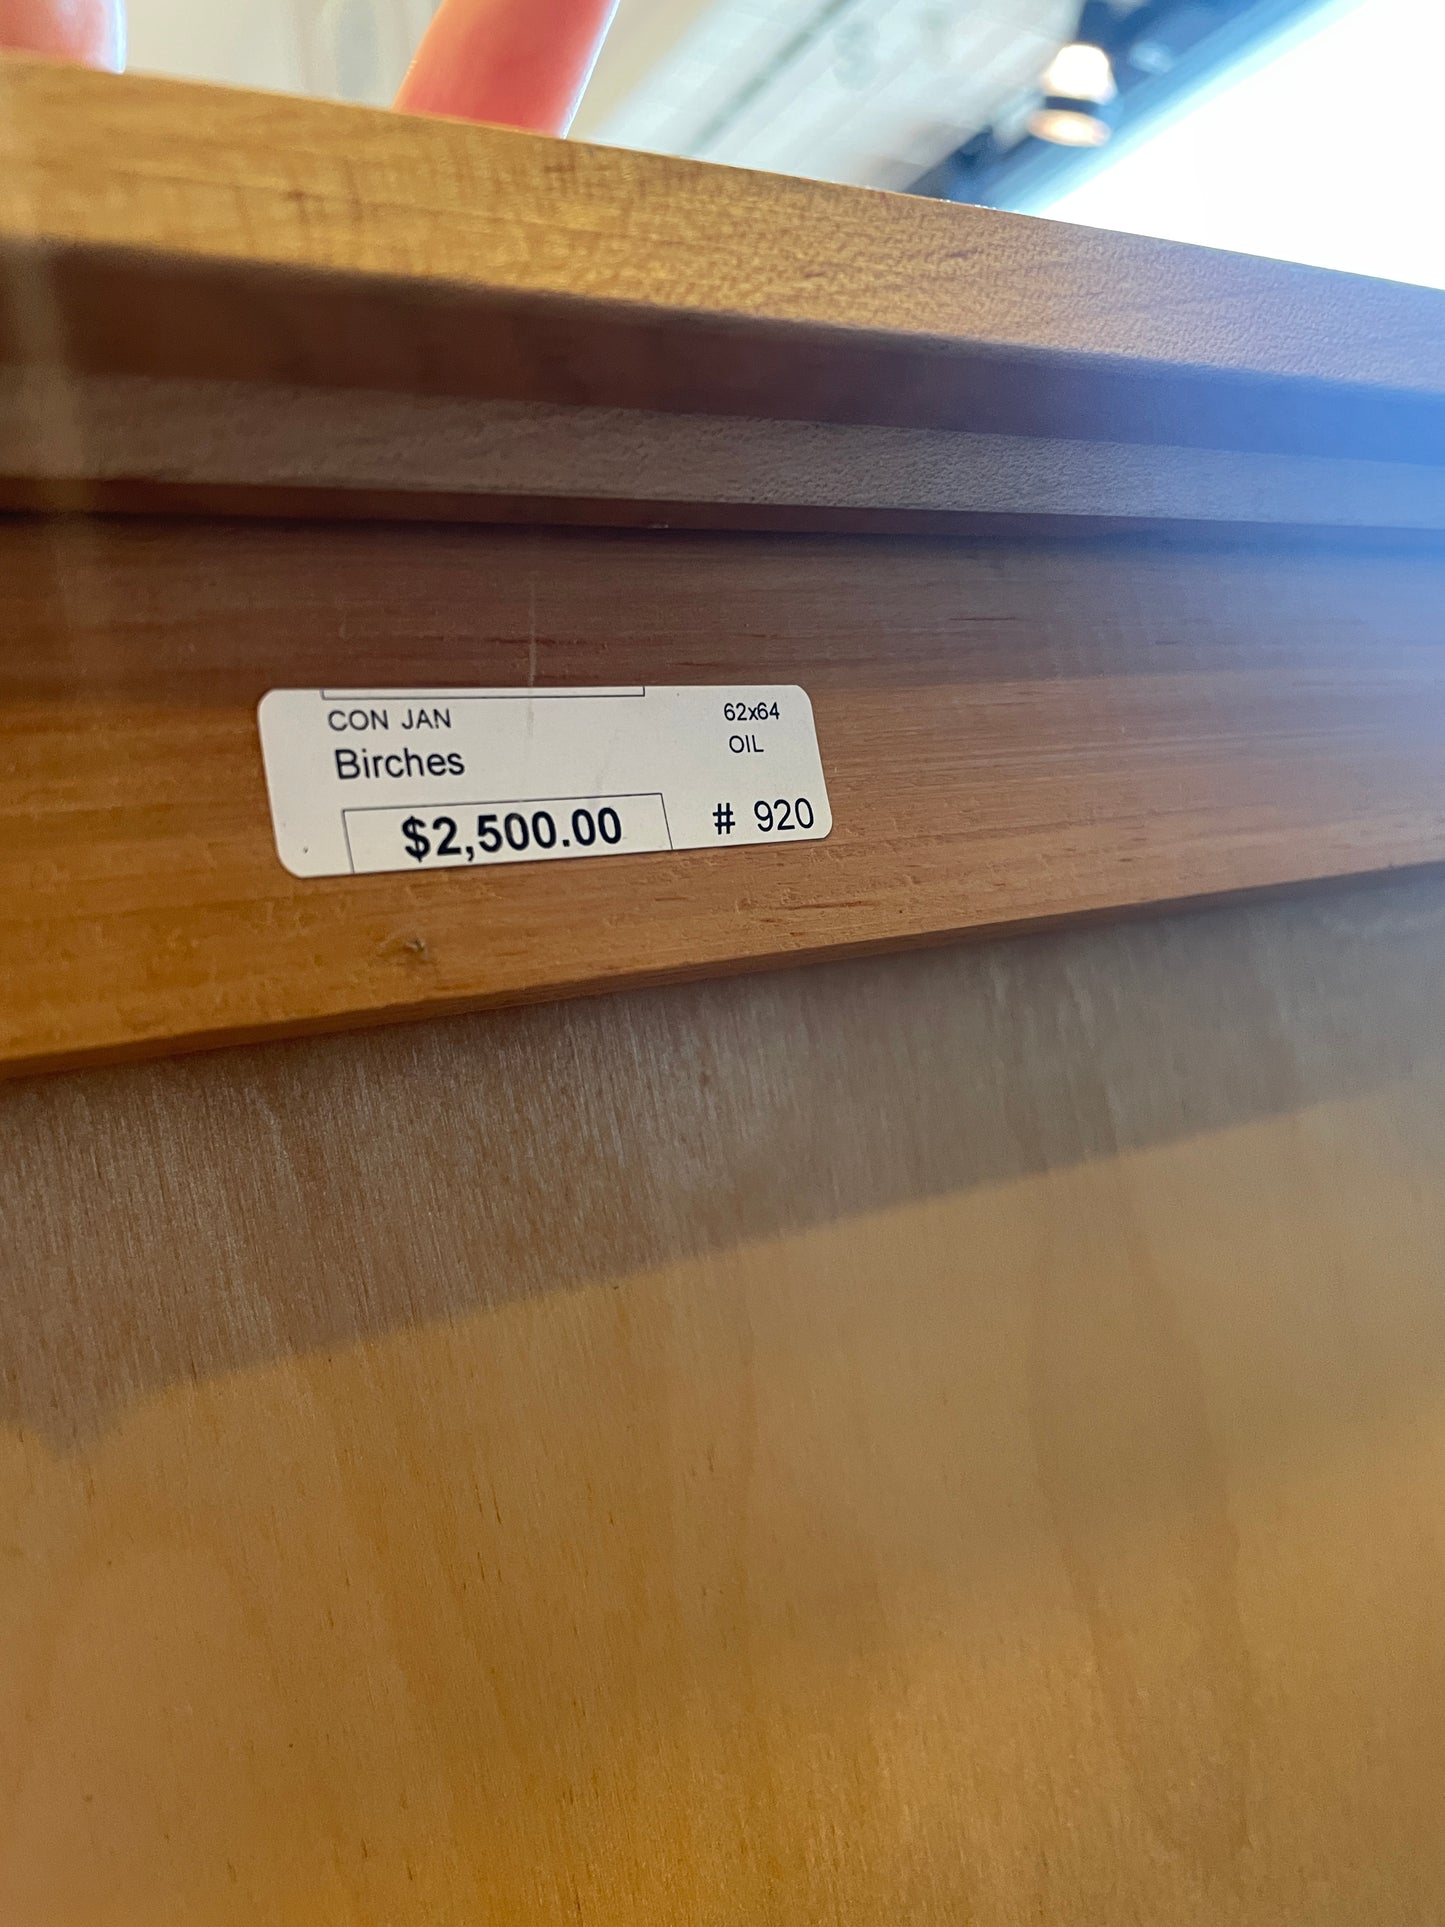 CON JAN 62x64
Birches OIL
$2,500.00 # 920